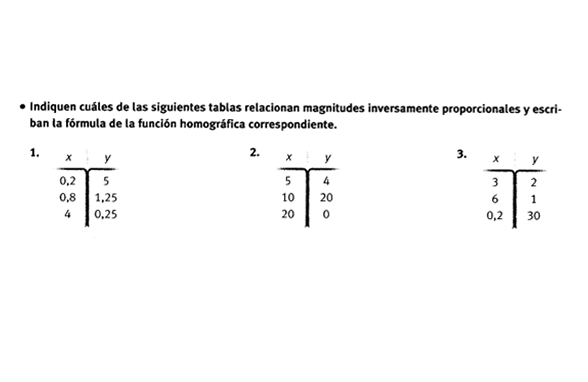 • Indiquen cuáles de las siguientes tablas relacionan magnitudes inversamente proporcionales y escri-
ban la fórmula de la función homográfica correspondiente.
1. x y
0,2 5
0,8 1,25
4 0,25
2. x y
5 4
10 20
20 0
3. x y
3 2
6 1
0,2 30